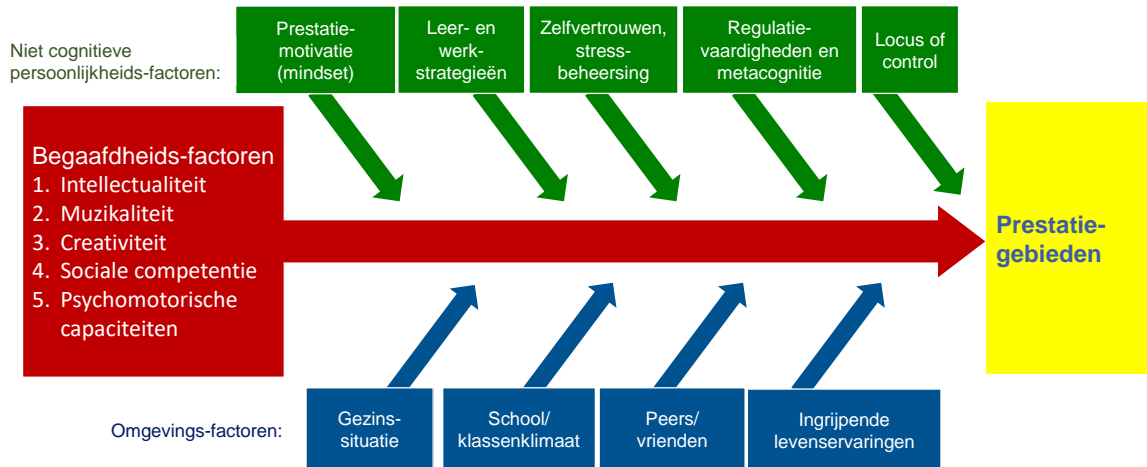 Niet cognitieve
persoonlijkheids-factoren:
Prestatie-
motivatie
(mindset)
Leer- en
werk-
strategieën
Zelfvertrouwen,
stress-
beheersing
Regulatie-
vaardigheden en
metacognitie
Locus of
control
Begaafdheids-factoren
1. Intellectualiteit
2. Muzikaliteit
3. Creativiteit
4. Sociale competentie
5. Psychomotorische
capaciteiten
Prestatie-
gebieden
Omgevings-factoren:
Gezins-
situatie
School/
klassenklimaat
Peers/
vrienden
Ingrijpende
levenservaringen